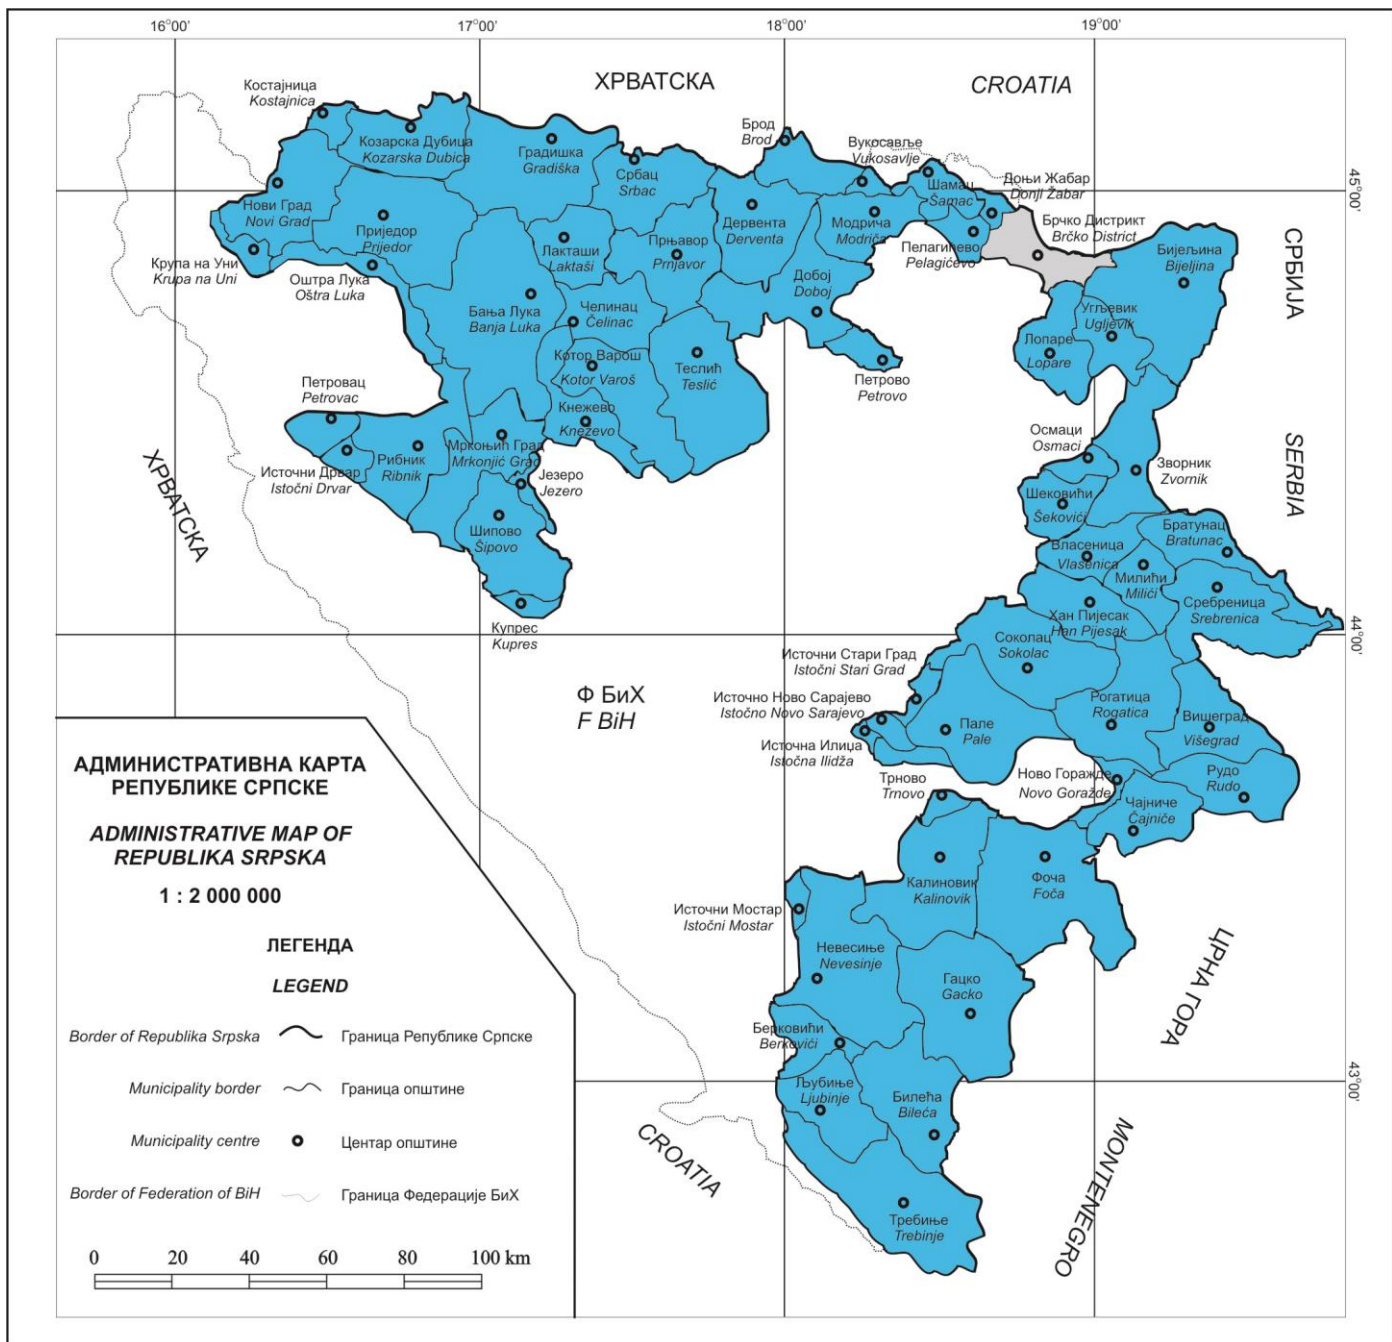 16°00'
17°00'
18°00'
19°00'
ХРВАТСКА
CROATIA
Костајница
Kostajnica
Козарска Дубица
Kozarska Dubica
Градишка
Gradiška
Србац
Srbac
Брод
Brod
Вукосавље
Vukosavlje
Шамац
Šamac
Доњи Жабар
Donji Žabar
45°00'
Нови Град
Novi Grad
Приједор
Prijedor
Лакташи
Laktaši
Прњавор
Prnjavor
Дервента
Derventa
Модрича
Modriča
Пелагићево
Pelagićevo
Брчко Дистрикт
Brčko District
Бијељина
Bijeljina
СРБИЈА
Крупа на Уни
Krupa na Uni
Оштра Лука
Oštra Luka
Бања Лука
Banja Luka
Челинац
Čelinac
Добој
Doboj
Угљевик
Ugljevik
Лопаре
Lopare
Котор Варош
Kotor Varoš
Теслић
Teslić
Петрово
Petrovo
Петровац
Petrovac
Кнежево
Knezevo
Осмаци
Osmaci
SERBIA
ХРВАТСКА
Источни Дрвар
Istočni Drvar
Рибник
Ribnik
Мркоњић Град
Mrkonjić Grad
Језеро
Jezero
Зворник
Zvornik
Шековићи
Šekovići
Шипово
Šipovo
Братунац
Bratunac
Власеница
Vlasenica
Милићи
Milići
Сребреница
Srebrenica
Хан Пијесак
Han Pijesak
44°00'
Купрес
Kupres
Соколац
Sokolac
Источни Стари Град
Istočni Stari Grad
Ф БиХ
F BiH
Источно Ново Сарајево
Istočno Novo Sarajevo
Рогатица
Rogatica
Вишеград
Višegrad
Пале
Pale
Источна Илиџа
Istočna Ilidža
Трново
Trnovo
Ново Горажде
Novo Goražde
Рудо
Rudo
Чајниче
Čajniče
Калиновик
Kalinovik
Фоча
Foča
Источни Мостар
Istočni Mostar
Невесиње
Nevesinje
Гацко
Gacko
ЦРНА ГОРА
Берковићи
Berkovići
43°00'
Љубиње
Ljubinje
Билећа
Bileća
CROATIA
MONTENEGRO
Требиње
Trebinje
АДМИНИСТРАТИВНА КАРТА
РЕПУБЛИКЕ СРПСКЕ
ADMINISTRATIVE MAP OF
REPUBLIKA SRPSKA
1 : 2 000 000
ЛЕГЕНДА
LEGEND
Border of Republika Srpska Граница Републике Српске
Municipality border Граница општине
Municipality centre Центар општине
Border of Federation of BiH Граница Федерације БиХ
0 20 40 60 80 100 km